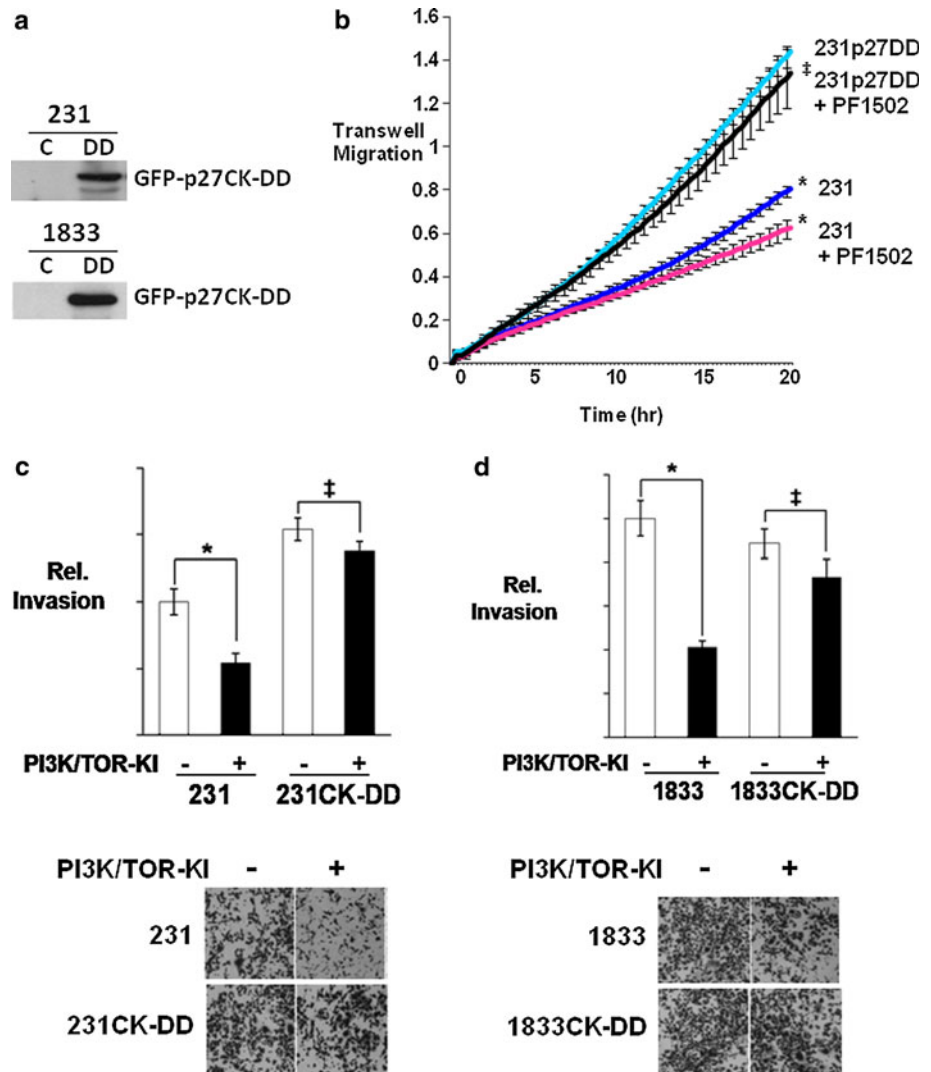 a
231
C DD
GFP-p27CK-DD
1833
C DD
GFP-p27CK-DD
b
1.6
1.4
1.2
1
0.8
0.6
0.4
0.2
0
Transwell
Migration
0 5 10 15 20
Time (hr)
231p27DD
‡
231p27DD
+ PF1502
* 231
* 231
+ PF1502
c
Rel.
Invasion
*
‡
PI3K/TOR-KI - + - +
231 231CK-DD
PI3K/TOR-KI - +
231
231CK-DD
d
Rel.
Invasion
*
‡
PI3K/TOR-KI - + - +
1833 1833CK-DD
PI3K/TOR-KI - +
1833
1833CK-DD